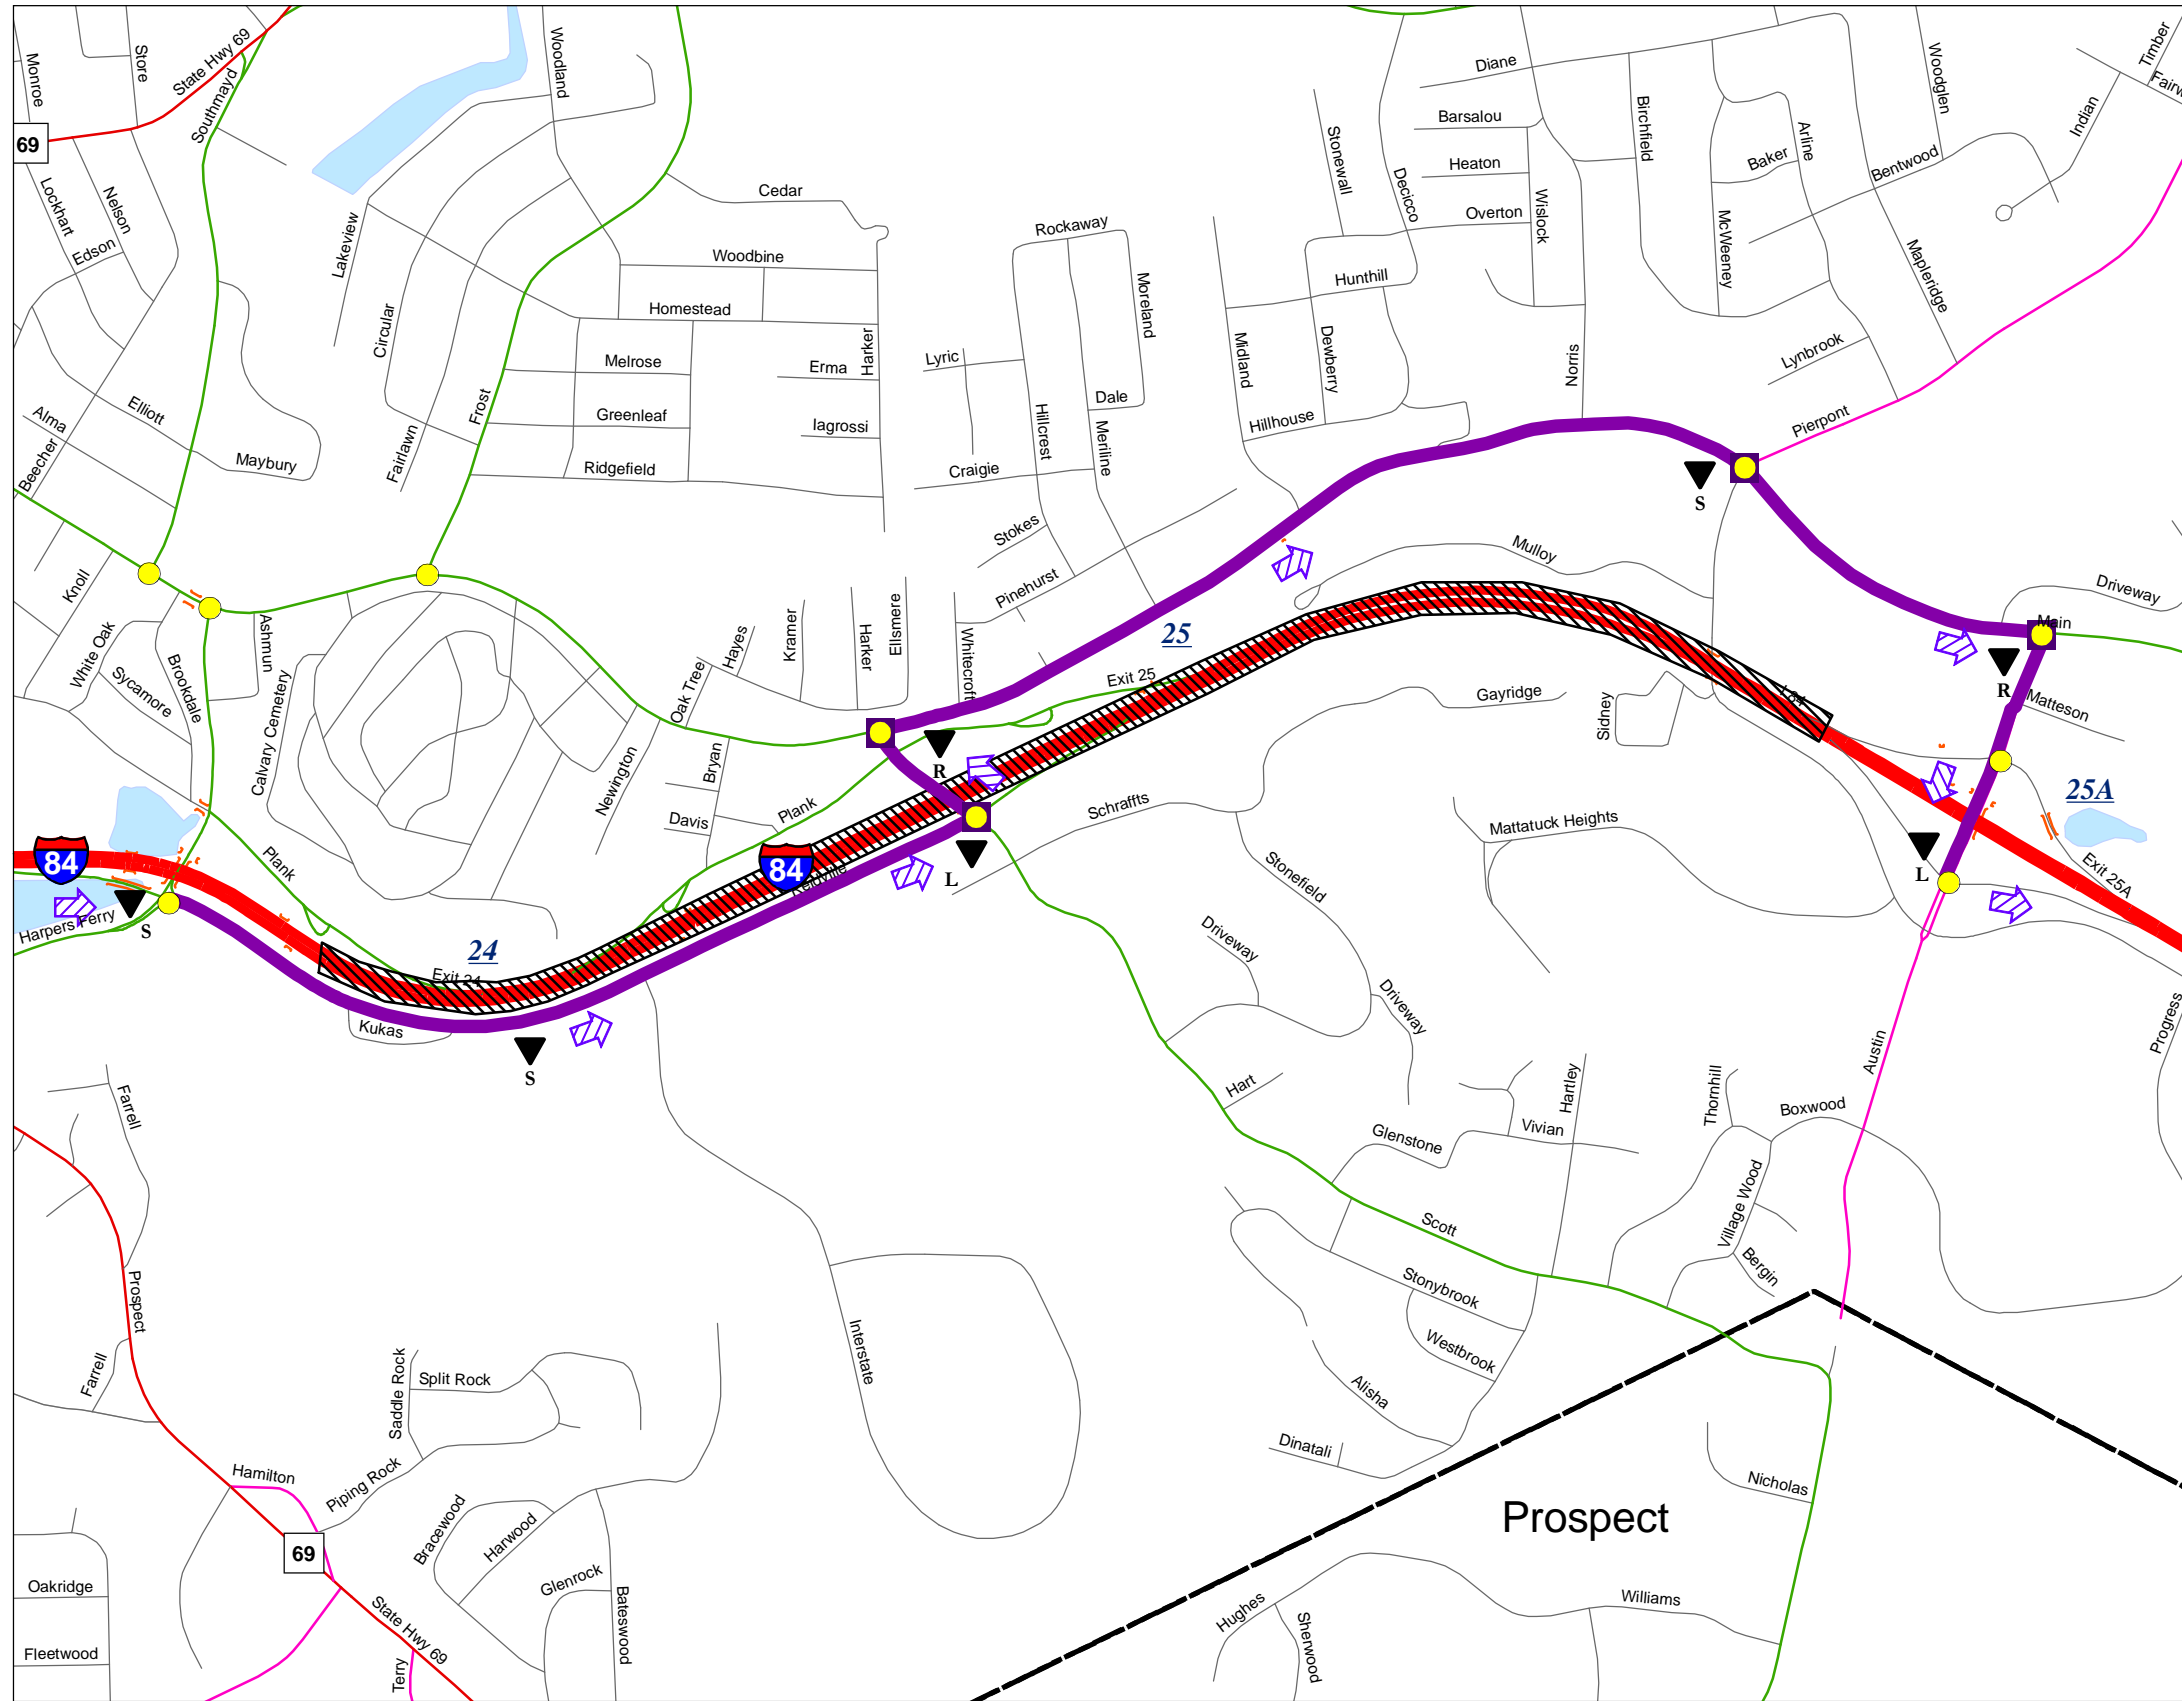 Monroe
Store
State Hwy 69
Southmayd
69
Woodland
Lockhart
Nelson
Edson
Lakeview
Circular
Cedar
Woodbine
Homestead
Melrose
Erma
Harker
Greenleaf
Iagrossi
Ridgefield
Frost
Fairlawn
Alma
Elliott
Beecher
Maybury
Rockaway
Moreland
Lyric
Dale
Hillcrest
Meriline
Craigie
Stokes
Pinehurst
Stonewall
Decicco
Diane
Barsalou
Heaton
Overton
Wislock
Birchfield
Baker
Arline
McWeeney
Woodglen
Bentwood
Mapleridge
Indian
Timber
Hunthill
Midland
Dewberry
Hillhouse
Norris
Lynbrook
Pierpont
S
Mulloy
Driveway
Main
R
Matteson
Knoll
White Oak
Sycamore
Brookdale
Ashmun
Calvary Cemetery
Oak Tree
Hayes
Kramer
Harker
Ellsmere
Whitecroft
25
Exit 25
Gayridge
Sidney
I-84
25A
Exit 25A
Newington
Bryan
Davis
Plank
R
Schraffts
Mattatuck Heights
84
Plank
84
Reidville
L
L
Harpers Ferry
S
24
Exit 24
Kukas
S
Stonefield
Driveway
Driveway
Progress
Austin
Farrell
Hart
Hartley
Thornhill
Boxwood
Glenstone
Vivian
Village Wood
Bergin
Scott
Prospect
Stonybrook
Westbrook
Farrell
Saddle Rock
Split Rock
Interstate
Alisha
Dinatali
Hamilton
Piping Rock
Nicholas
Prospect
69
Bracewood
Harwood
Glenrock
Bateswood
Oakridge
Fleetwood
State Hwy 69
Terry
Hughes
Sherwood
Williams